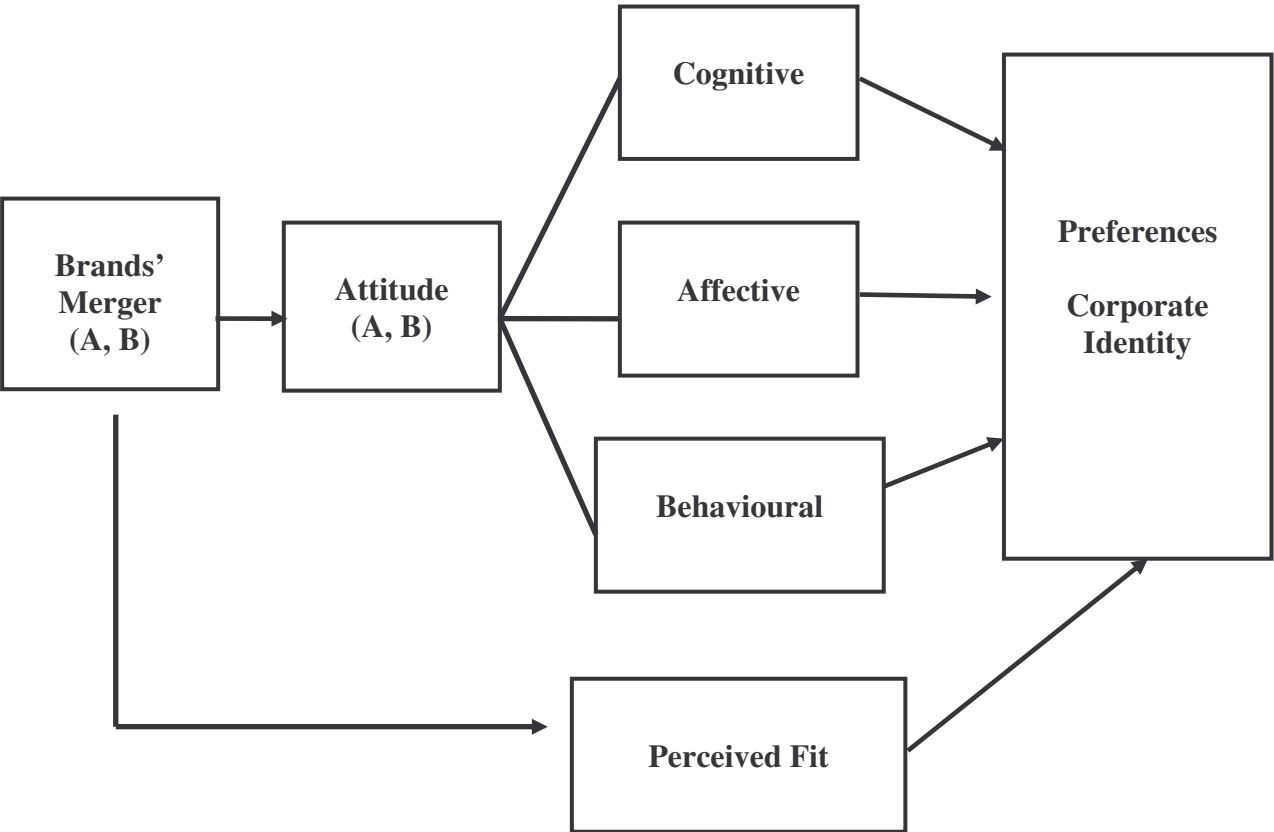 Cognitive
Brands’
Merger
(A, B)
Attitude
(A, B)
Affective
Behavioural
Preferences
Corporate
Identity
Perceived Fit